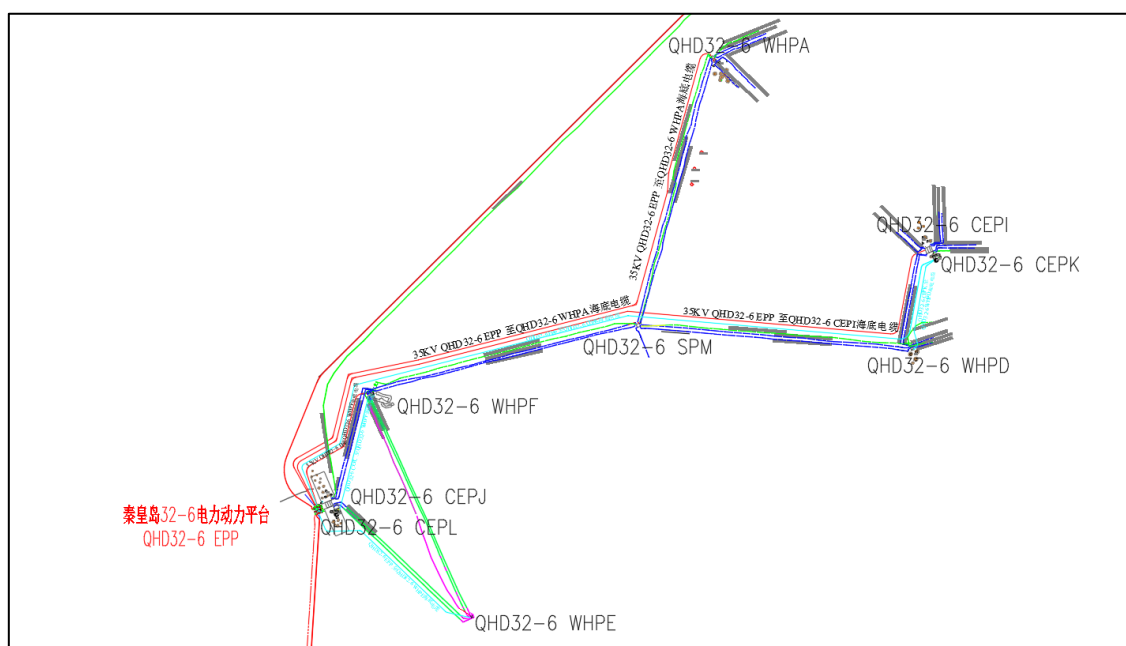 QHD32-6 WHPA
35KV QHD32-6 EPP 至QHD32-6 WHPA海底电缆
QHD32-6 CEPI
QHD32-6 CEPK
35KV QHD32-6 EPP 至QHD32-6 WHPA海底电缆
35KV QHD32-6 EPP 至QHD32-6 CEPI海底电缆
QHD32-6 SPM
QHD32-6 WHPD
QHD32-6 WHPF
QHD32-6 CEPJ
秦皇岛32-6电力动力平台
QHD32-6 CEPL
QHD32-6 EPP
QHD32-6 WHPE